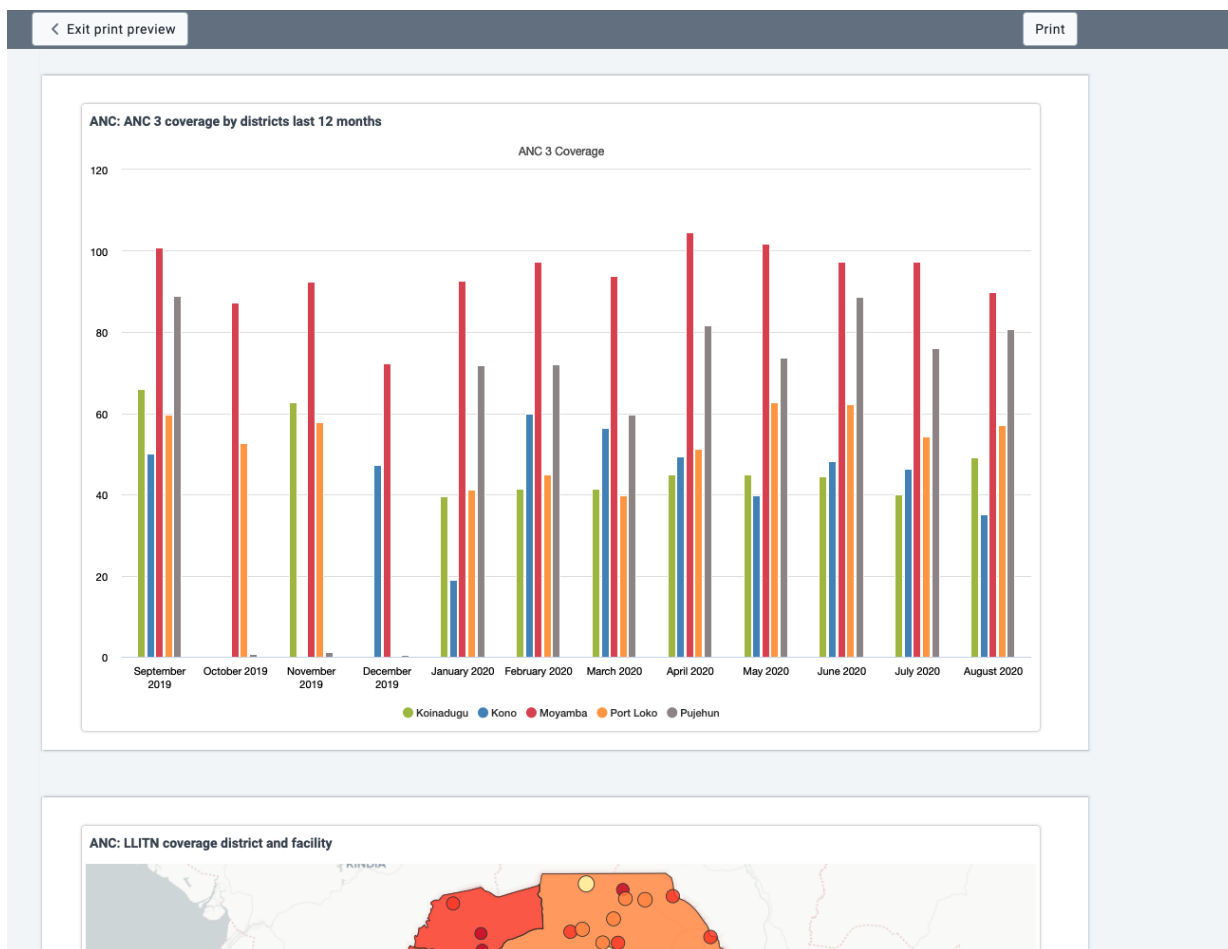 Exit print preview
Print
ANC: ANC 3 coverage by districts last 12 months
ANC 3 Coverage
120
100
80
60
40
20
0
September 2019
October 2019
November 2019
December 2019
January 2020
February 2020
March 2020
April 2020
May 2020
June 2020
July 2020
August 2020
Koinadugu
Kono
Moyamba
Port Loko
Pujehun
ANC: LLITN coverage district and facility
KINDIA